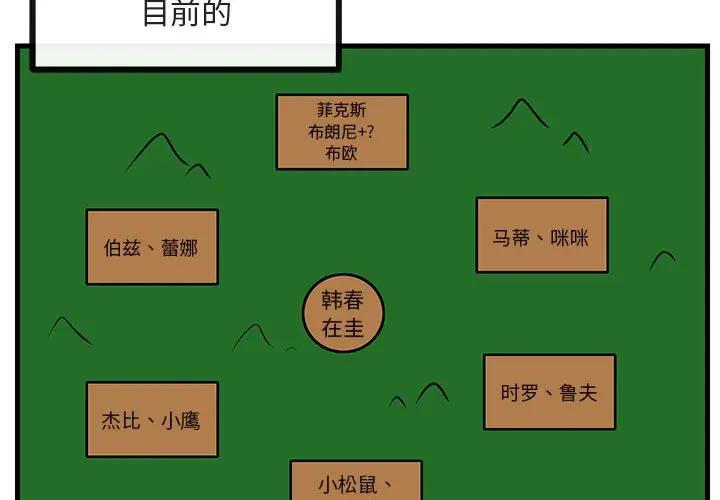 目前的
菲克斯
布朗尼+?
布欧
伯兹、蕾娜
马蒂、咪咪
韩春
在圭
杰比、小鹰
时罗、鲁夫
小松鼠、